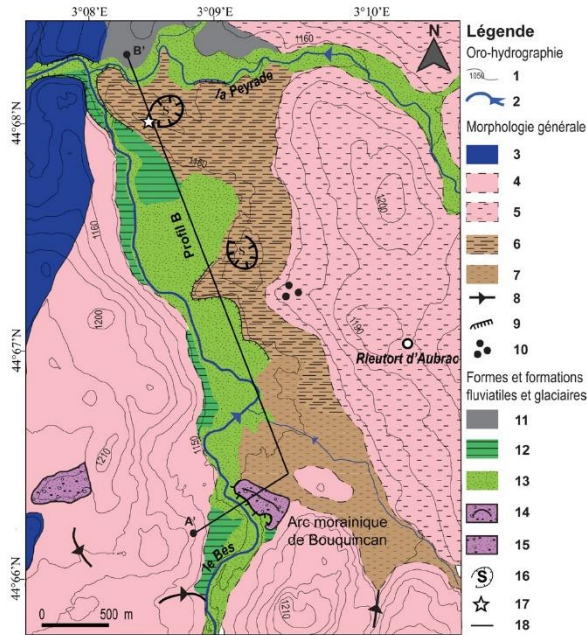 3°08'E
3°09'E
3°10'E
Légende
Oro-hydrographie
1050
1
2
Morphologie générale
3
4
5
6
7
8
9
10
Formes et formations
fluviatiles et glaciaires
11
12
13
14
15
S
16
17
18
N
B'
1160
la Peyrade
44°68'N
1160
Profil B
1160
1200
1200
S
44°67'N
1190
Rieutort d'Aubrac
1150
1210
A'
Arc morainique
de Bouquincan
le Bes
44°66'N
1210
0
500 m